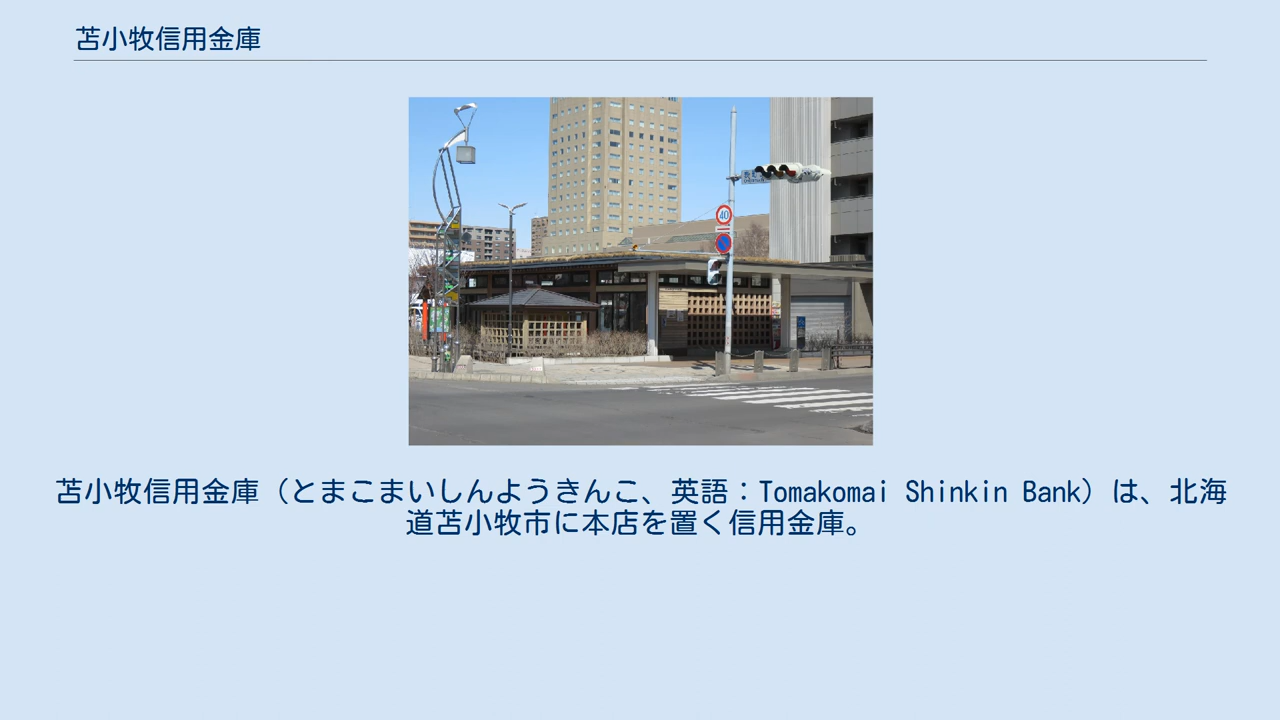 苫小牧信用金庫
40
苫小牧信用金庫（とまこまいしんようきんこ、英語：Tomakomai Shinkin Bank）は、北海
道苫小牧市に本店を置く信用金庫。